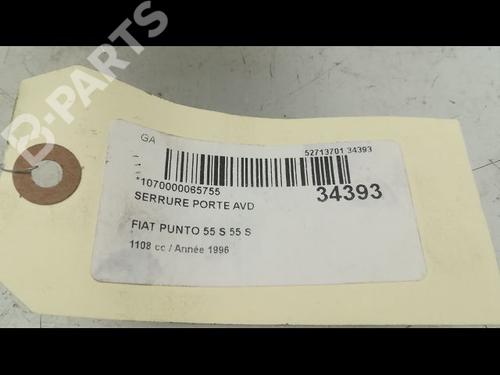 B-PARTS
GA
52713701 34393
*1070000065755
34393
SERRURE PORTE AVD
FIAT PUNTO 55 S 55 S
1108 cc / Année 1996